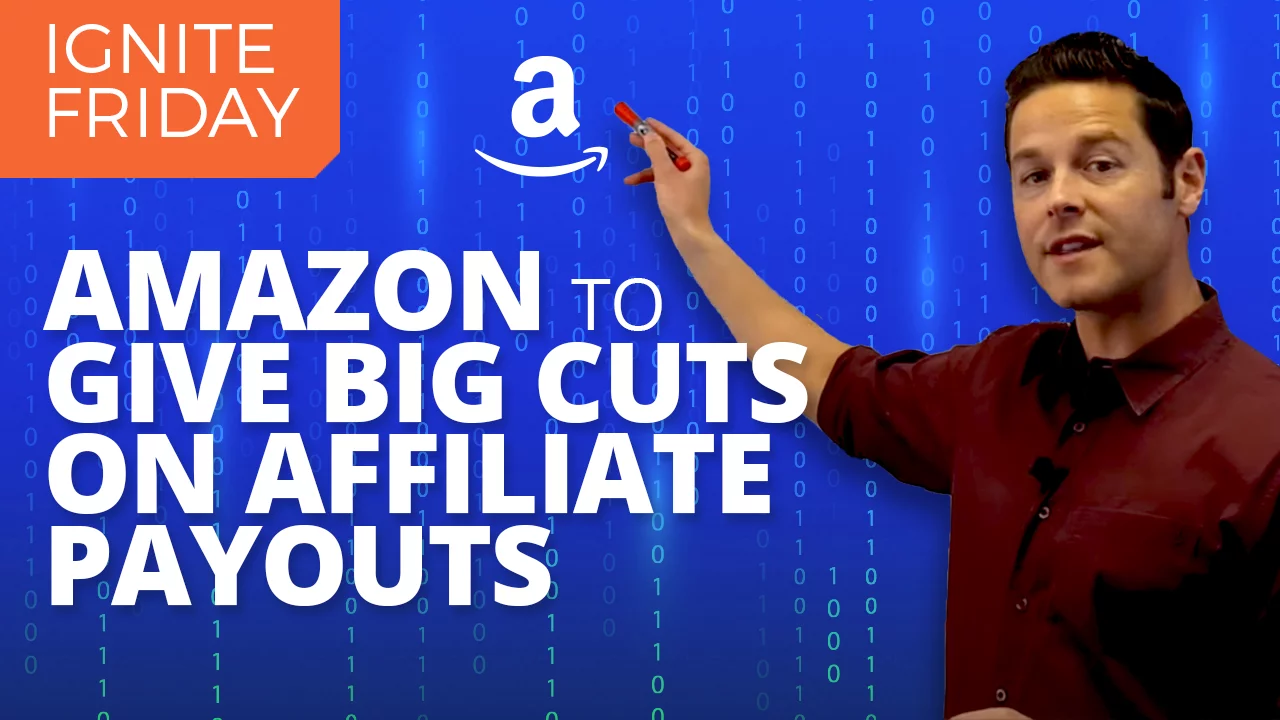 IGNITE
FRIDAY
a
AMAZON TO
GIVE BIG CUTS
ON AFFILIATE
PAYOUTS